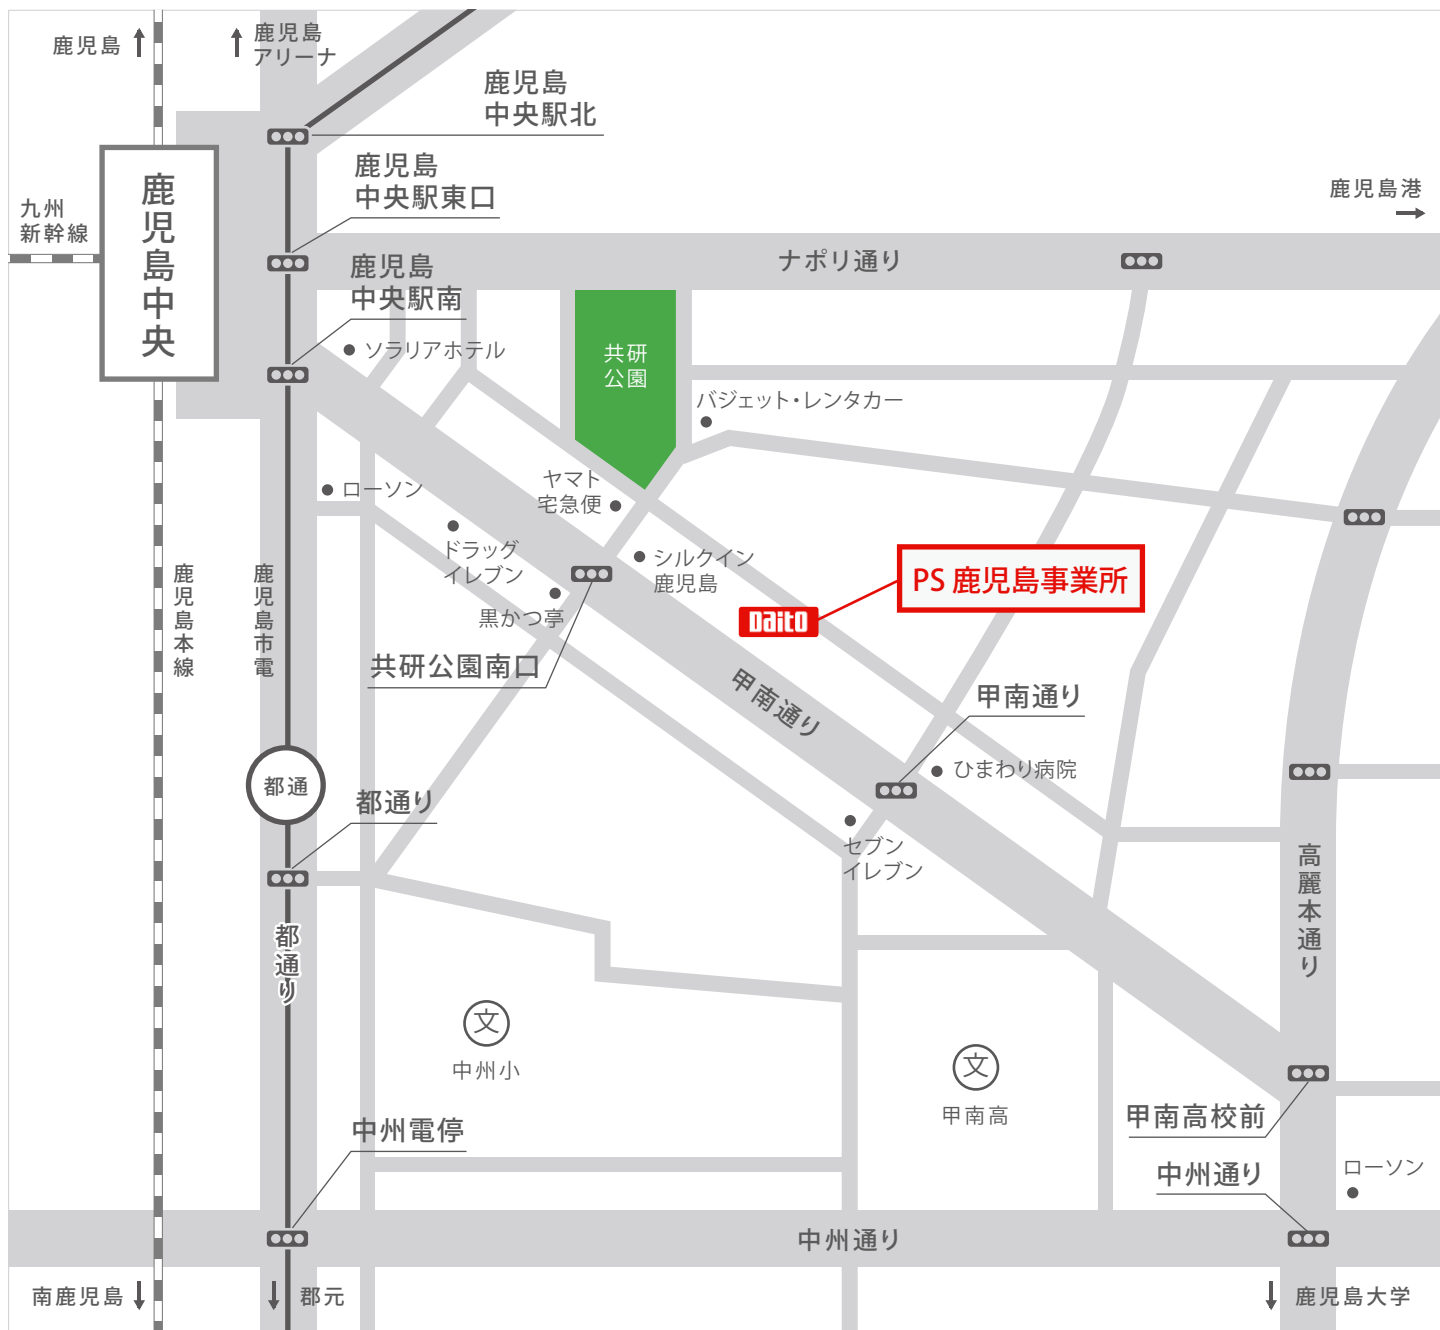 鹿児島
鹿児島
アリーナ
鹿児島
中央駅北
鹿児島
中央駅東口
鹿児島港
九州
新幹線
鹿児島中央
ナポリ通り
鹿児島
中央駅南
ソラリアホテル
共研
公園
バジェット・レンタカー
ローソン
ヤマト
宅急便
ドラッグ
イレブン
シルクイン
鹿児島
PS 鹿児島事業所
Daito
黒かつ亭
鹿児島本線
鹿児島市電
共研公園南口
甲南通り
甲南通り
ひまわり病院
都通
都通り
セブン
イレブン
高麗本通り
都通り
文
中州小
文
甲南高
甲南高校前
中州電停
中州通り
ローソン
中州通り
南鹿児島
郡元
鹿児島大学